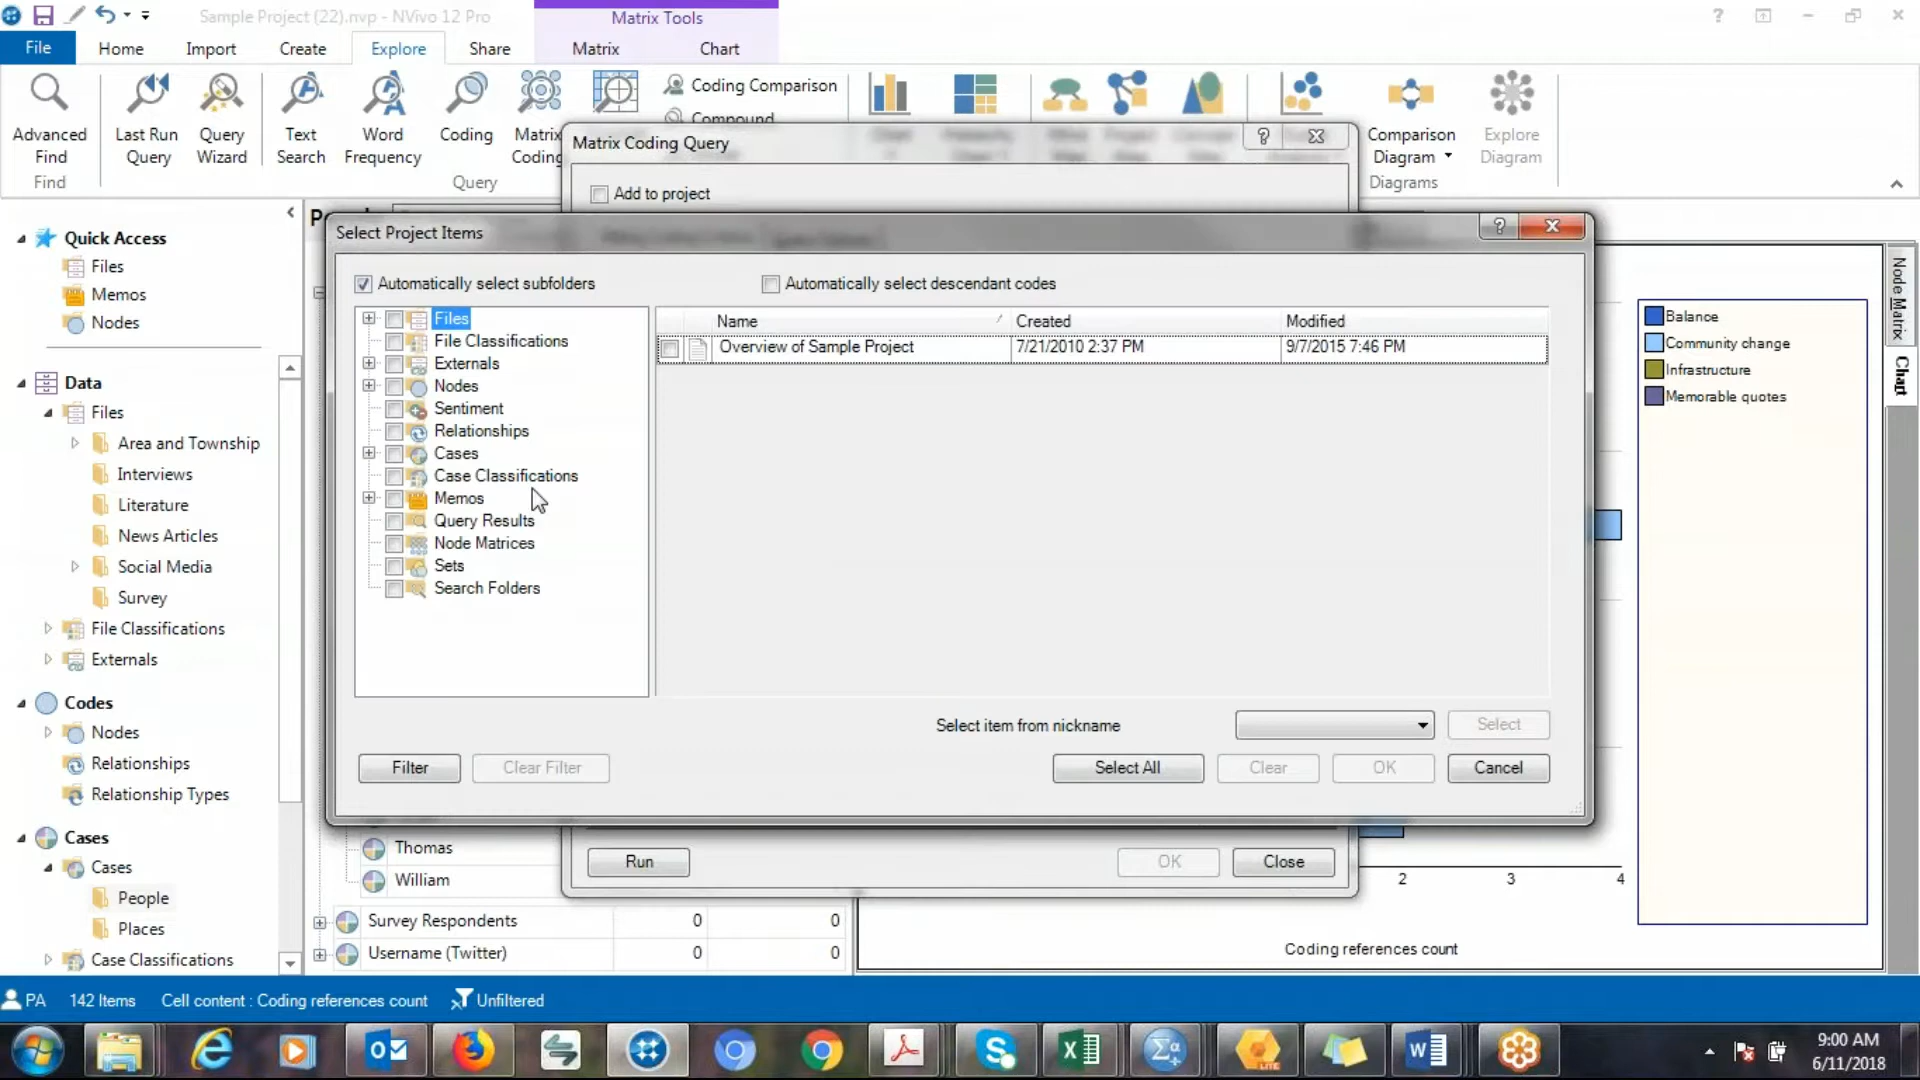 Sample Project (22).nvp - NVivo 12 Pro
Matrix Tools
File Home Import Create Explore Share Matrix Chart
Advanced Find
Last Run Query
Query Wizard
Text Search
Word Frequency
Coding
Matrix Coding
Coding Comparison
Compound
Comparison Diagram
Explore Diagram
Find
Query
Diagrams
Matrix Coding Query
Add to project
Select Project Items
Automatically select subfolders
Automatically select descendant codes
Files
File Classifications
Externals
Nodes
Sentiment
Relationships
Cases
Case Classifications
Memos
Query Results
Node Matrices
Sets
Search Folders
Name Created Modified
Overview of Sample Project 7/21/2010 2:37 PM 9/7/2015 7:46 PM
Select item from nickname
Select
Filter
Clear Filter
Select All
Clear
OK
Cancel
Run
OK
Close
Quick Access
Files
Memos
Nodes
Data
Files
Area and Township
Interviews
Literature
News Articles
Social Media
Survey
File Classifications
Externals
Codes
Nodes
Relationships
Relationship Types
Cases
Cases
People
Places
Case Classifications
Thomas
William
Survey Respondents 0 0
Username (Twitter) 0 0
Balance
Community change
Infrastructure
Memorable quotes
Node Matrix
Chart
2 3 4
Coding references count
PA 142 Items Cell content : Coding references count Unfiltered
9:00 AM
6/11/2018